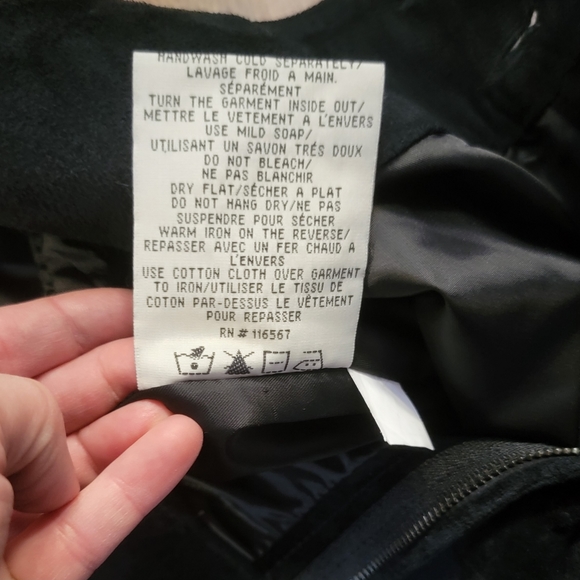 HANDWASH COLD SEPARATELY/
LAVAGE FROID A MAIN.
SÉPARÉMENT
TURN THE GARMENT INSIDE OUT/
METTRE LE VETEMENT A L'ENVERS
USE MILD SOAP/
UTILISANT UN SAVON TRÉS DOUX
DO NOT BLEACH/
NE PAS BLANCHIR
DRY FLAT/SÉCHER A PLAT
DO NOT HANG DRY/NE PAS
SUSPENDRE POUR SÉCHER
WARM IRON ON THE REVERSE/
REPASSER AVEC UN FER CHAUD A
L'ENVERS
USE COTTON CLOTH OVER GARMENT
TO IRON/UTILISER LE TISSU DE
COTON PAR-DESSUS LE VÊTEMENT
POUR REPASSER
RN # 116567